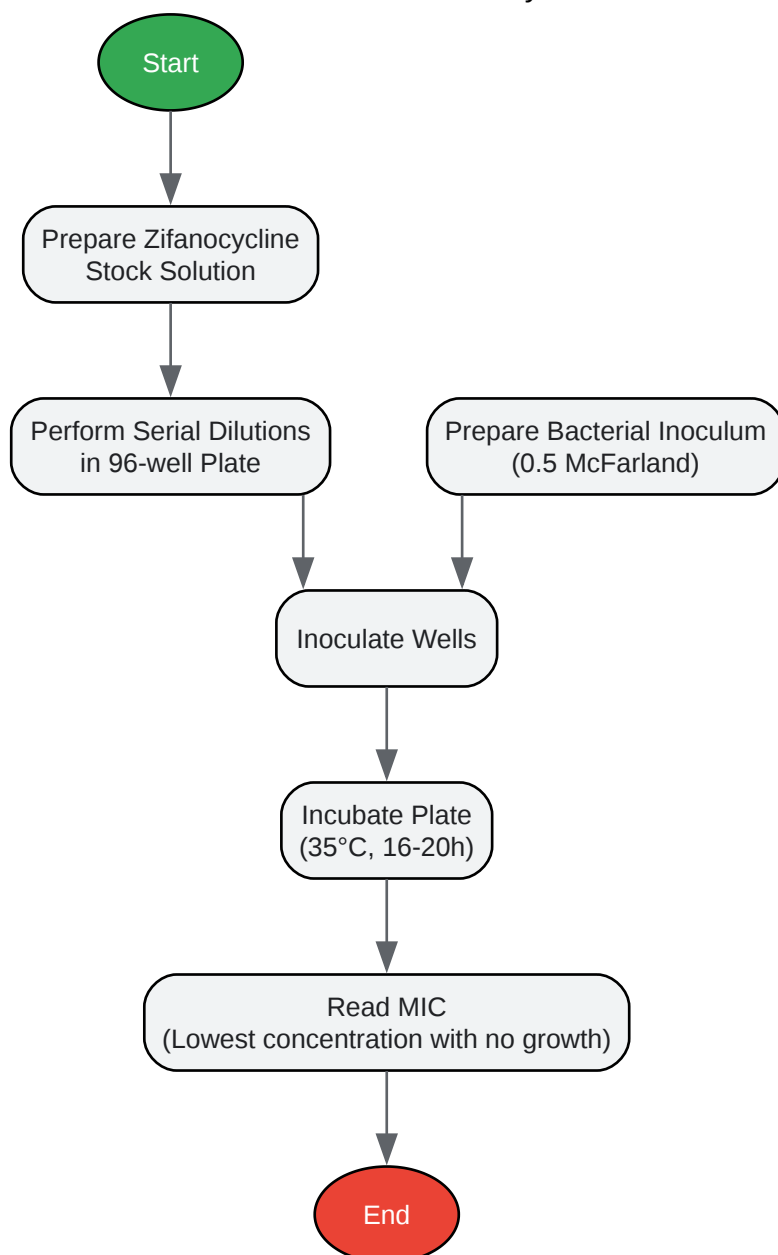 Start
Prepare Zifanocycline
Stock Solution
Perform Serial Dilutions
in 96-well Plate
Prepare Bacterial Inoculum
(0.5 McFarland)
Inoculate Wells
Incubate Plate
(35°C, 16-20h)
Read MIC
(Lowest concentration with no growth)
End